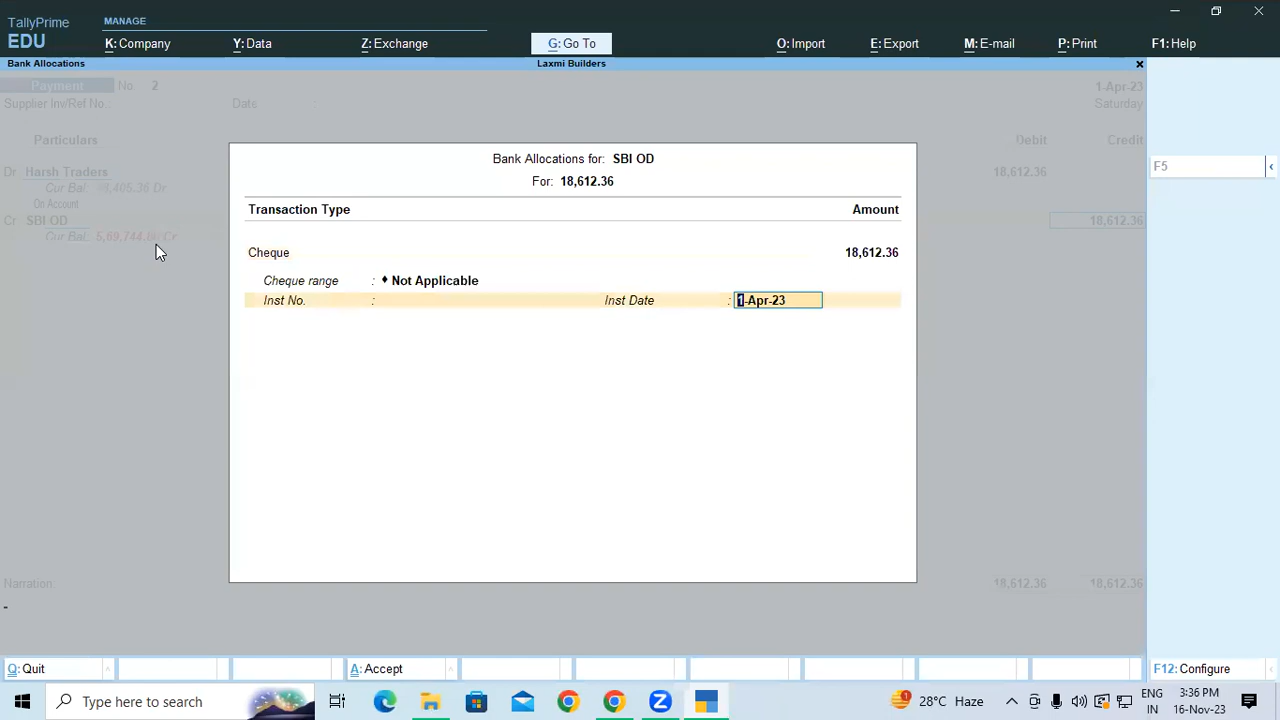 TallyPrime
EDU
MANAGE
K:Company
Y:Data
Z:Exchange
G: Go To
O: Import
E: Export
M: E-mail
P: Print
F1: Help
Bank Allocations
Laxmi Builders
×
Payment No. 2
1-Apr-23
Supplier Inv/Ref No...
Date
Saturday
Particulars
Debit
Credit
Dr Harsh Traders
18,612.36
Cur Bal:
On Account
Cr SBI OD
18,612.36
Cur Bal:
F5
Bank Allocations for: SBI OD
For: 18,612.36
Transaction Type
Amount
Cheque
18,612.36
Cheque range : ♦ Not Applicable
Inst No. :
Inst Date : 1-Apr-23
Narration
18,612.36
18,612.36
Q: Quit
A: Accept
F12: Configure
Type here to search
28°C Haze
ENG
IN
3:36 PM
16-Nov-23